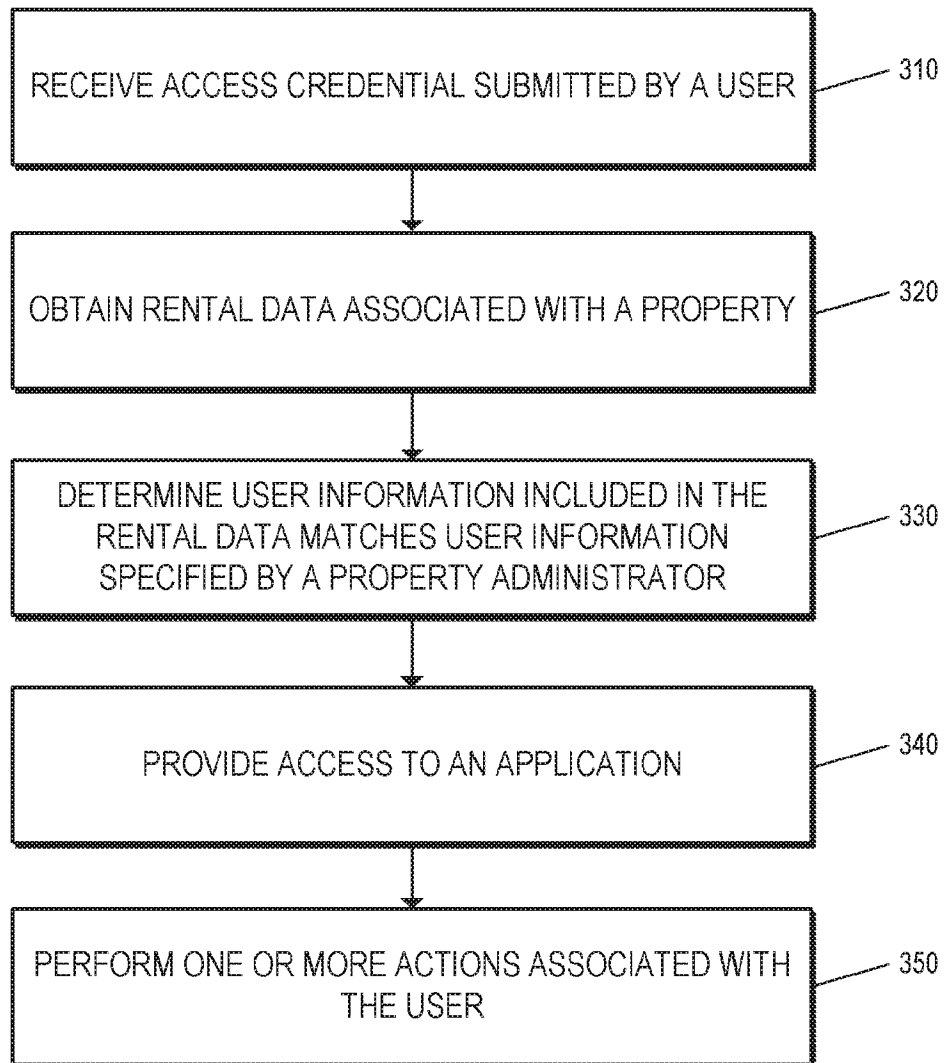 RECEIVE ACCESS CREDENTIAL SUBMITTED BY A USER
310
OBTAIN RENTAL DATA ASSOCIATED WITH A PROPERTY
320
DETERMINE USER INFORMATION INCLUDED IN THE
RENTAL DATA MATCHES USER INFORMATION
SPECIFIED BY A PROPERTY ADMINISTRATOR
330
PROVIDE ACCESS TO AN APPLICATION
340
PERFORM ONE OR MORE ACTIONS ASSOCIATED WITH
THE USER
350